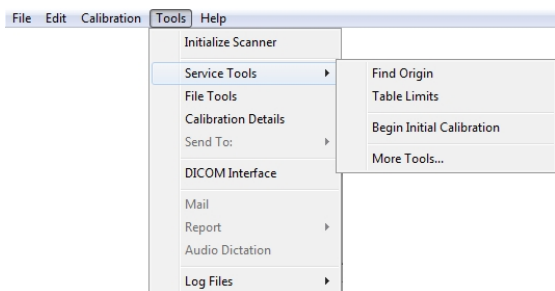 File Edit Calibration Tools Help
Initialize Scanner
Service Tools
File Tools
Calibration Details
Send To:
DICOM Interface
Mail
Report
Audio Dictation
Log Files
Find Origin
Table Limits
Begin Initial Calibration
More Tools...